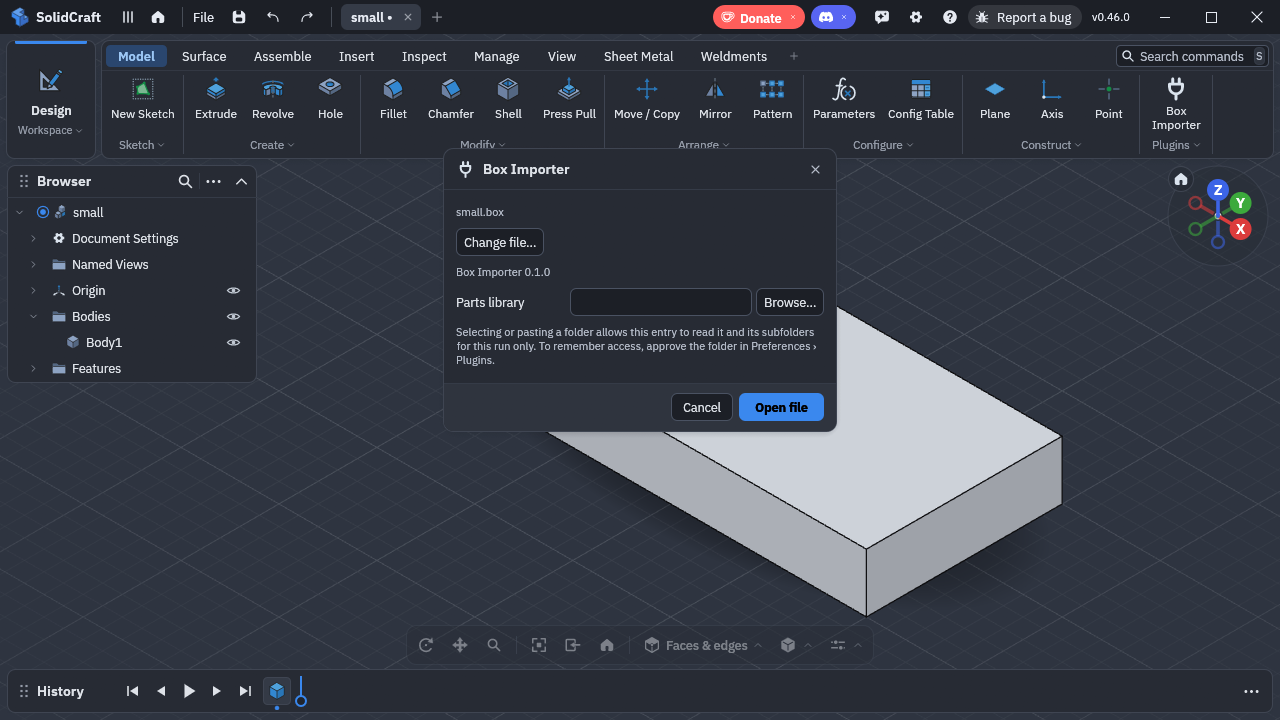 SolidCraft
File
small •
Donate
Report a bug
v0.46.0
Design
Workspace
Model
Surface
Assemble
Insert
Inspect
Manage
View
Sheet Metal
Weldments
Search commands
S
New Sketch
Extrude
Revolve
Hole
Fillet
Chamfer
Shell
Press Pull
Move / Copy
Mirror
Pattern
Parameters
Config Table
Plane
Axis
Point
Box
Importer
Sketch
Create
Modify
Arrange
Configure
Construct
Plugins
Browser
small
Document Settings
Named Views
Origin
Bodies
Body1
Features
Box Importer
small.box
Change file...
Box Importer 0.1.0
Parts library
Browse...
Selecting or pasting a folder allows this entry to read it and its subfolders
for this run only. To remember access, approve the folder in Preferences ›
Plugins.
Cancel
Open file
Z
Y
X
Faces & edges
History